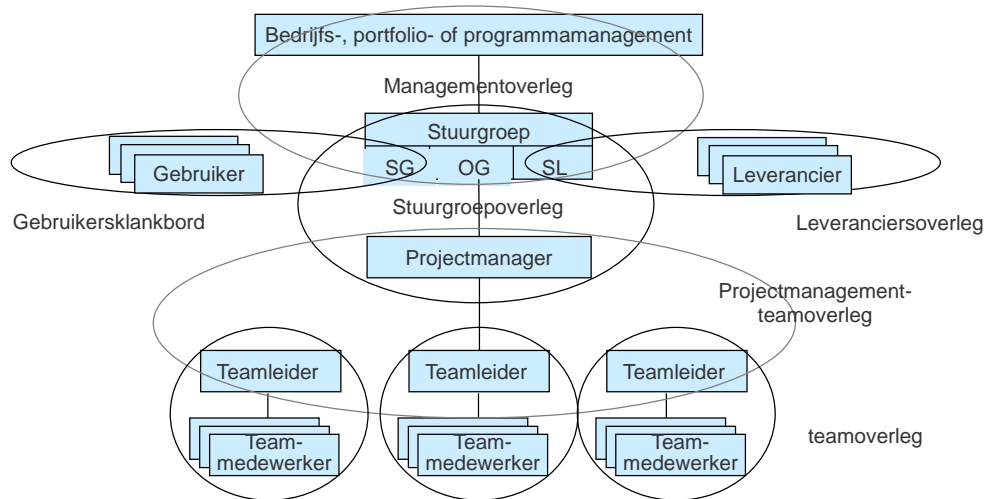 Bedrijfs-, portfolio- of programmamanagement
Managementoverleg
Stuurgroep
SG
OG
SL
Gebruiker
Leverancier
Gebruikersklankbord
Stuurgroepoverleg
Leveranciersoverleg
Projectmanager
Projectmanagement-
teamoverleg
Teamleider
Teamleider
Teamleider
Team-
medewerker
Team-
medewerker
Team-
medewerker
teamoverleg